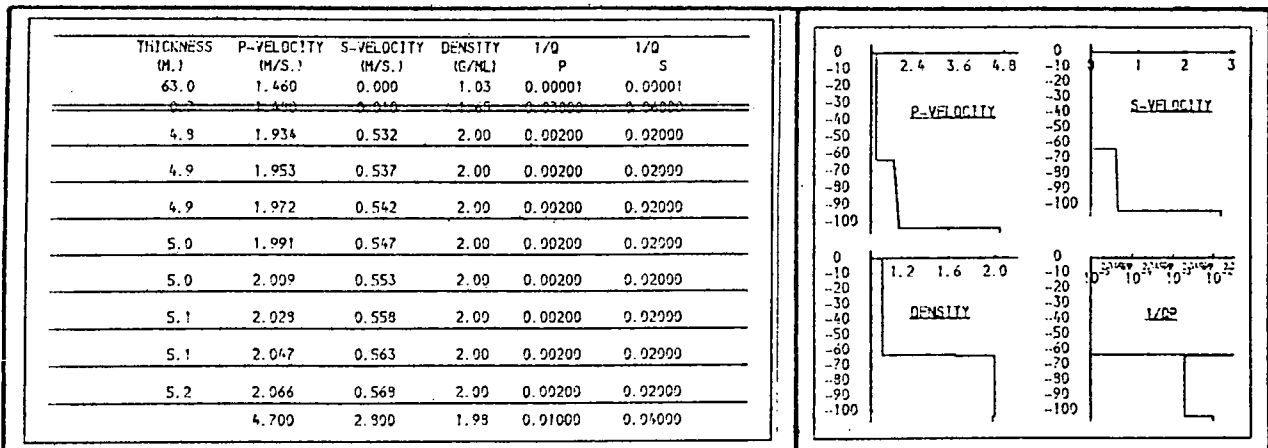 THICKNESS P-VELOCITY S-VELOCITY DENSITY 1/Q 1/Q
(M.) (M/S.) (M/S.) (G/ML) P S
63.0 1.460 0.000 1.03 0.00001 0.00001
4.8 1.934 0.532 2.00 0.00200 0.02000
4.9 1.953 0.537 2.00 0.00200 0.02000
4.9 1.972 0.542 2.00 0.00200 0.02000
5.0 1.991 0.547 2.00 0.00200 0.02000
5.0 2.009 0.553 2.00 0.00200 0.02000
5.1 2.028 0.558 2.00 0.00200 0.02000
5.1 2.047 0.563 2.00 0.00200 0.02000
5.2 2.066 0.568 2.00 0.00200 0.02000
4.700 2.800 1.98 0.01000 0.04000
0
-10 2.4 3.6 4.8
-20
-30
-40 P-VELOCITY
-50
-60
-70
-80
-90
-100
0
-10 0 1 2 3
-20
-30
-40 S-VELOCITY
-50
-60
-70
-80
-90
-100
0
-10 1.2 1.6 2.0
-20
-30
-40 DENSITY
-50
-60
-70
-80
-90
-100
0
-10
-20
-30
-40 1/QP
-50
-60
-70
-80
-90
-100